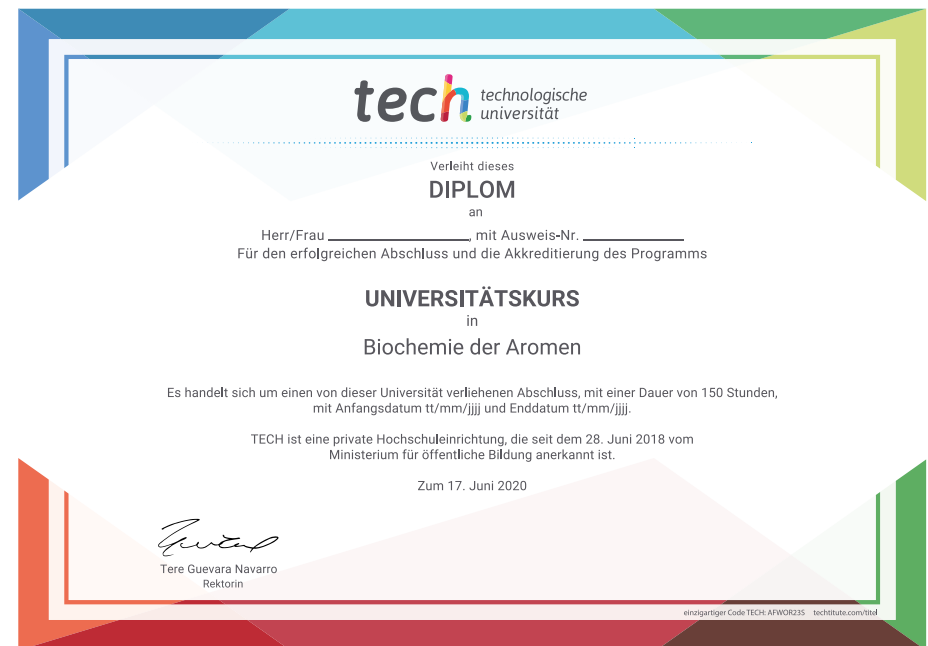 tech technologische
universität
Verleiht dieses
DIPLOM
an
Herr/Frau ____________________, mit Ausweis-Nr. ______________
Für den erfolgreichen Abschluss und die Akkreditierung des Programms
UNIVERSITÄTSKURS
in
Biochemie der Aromen
Es handelt sich um einen von dieser Universität verliehenen Abschluss, mit einer Dauer von 150 Stunden,
mit Anfangsdatum tt/mm/jjjj und Enddatum tt/mm/jjjj.
TECH ist eine private Hochschuleinrichtung, die seit dem 28. Juni 2018 vom
Ministerium für öffentliche Bildung anerkannt ist.
Zum 17. Juni 2020
Tere Guevara Navarro
Rektorin
einzigartiger Code TECH: AFWOR23S techtitute.com/titel